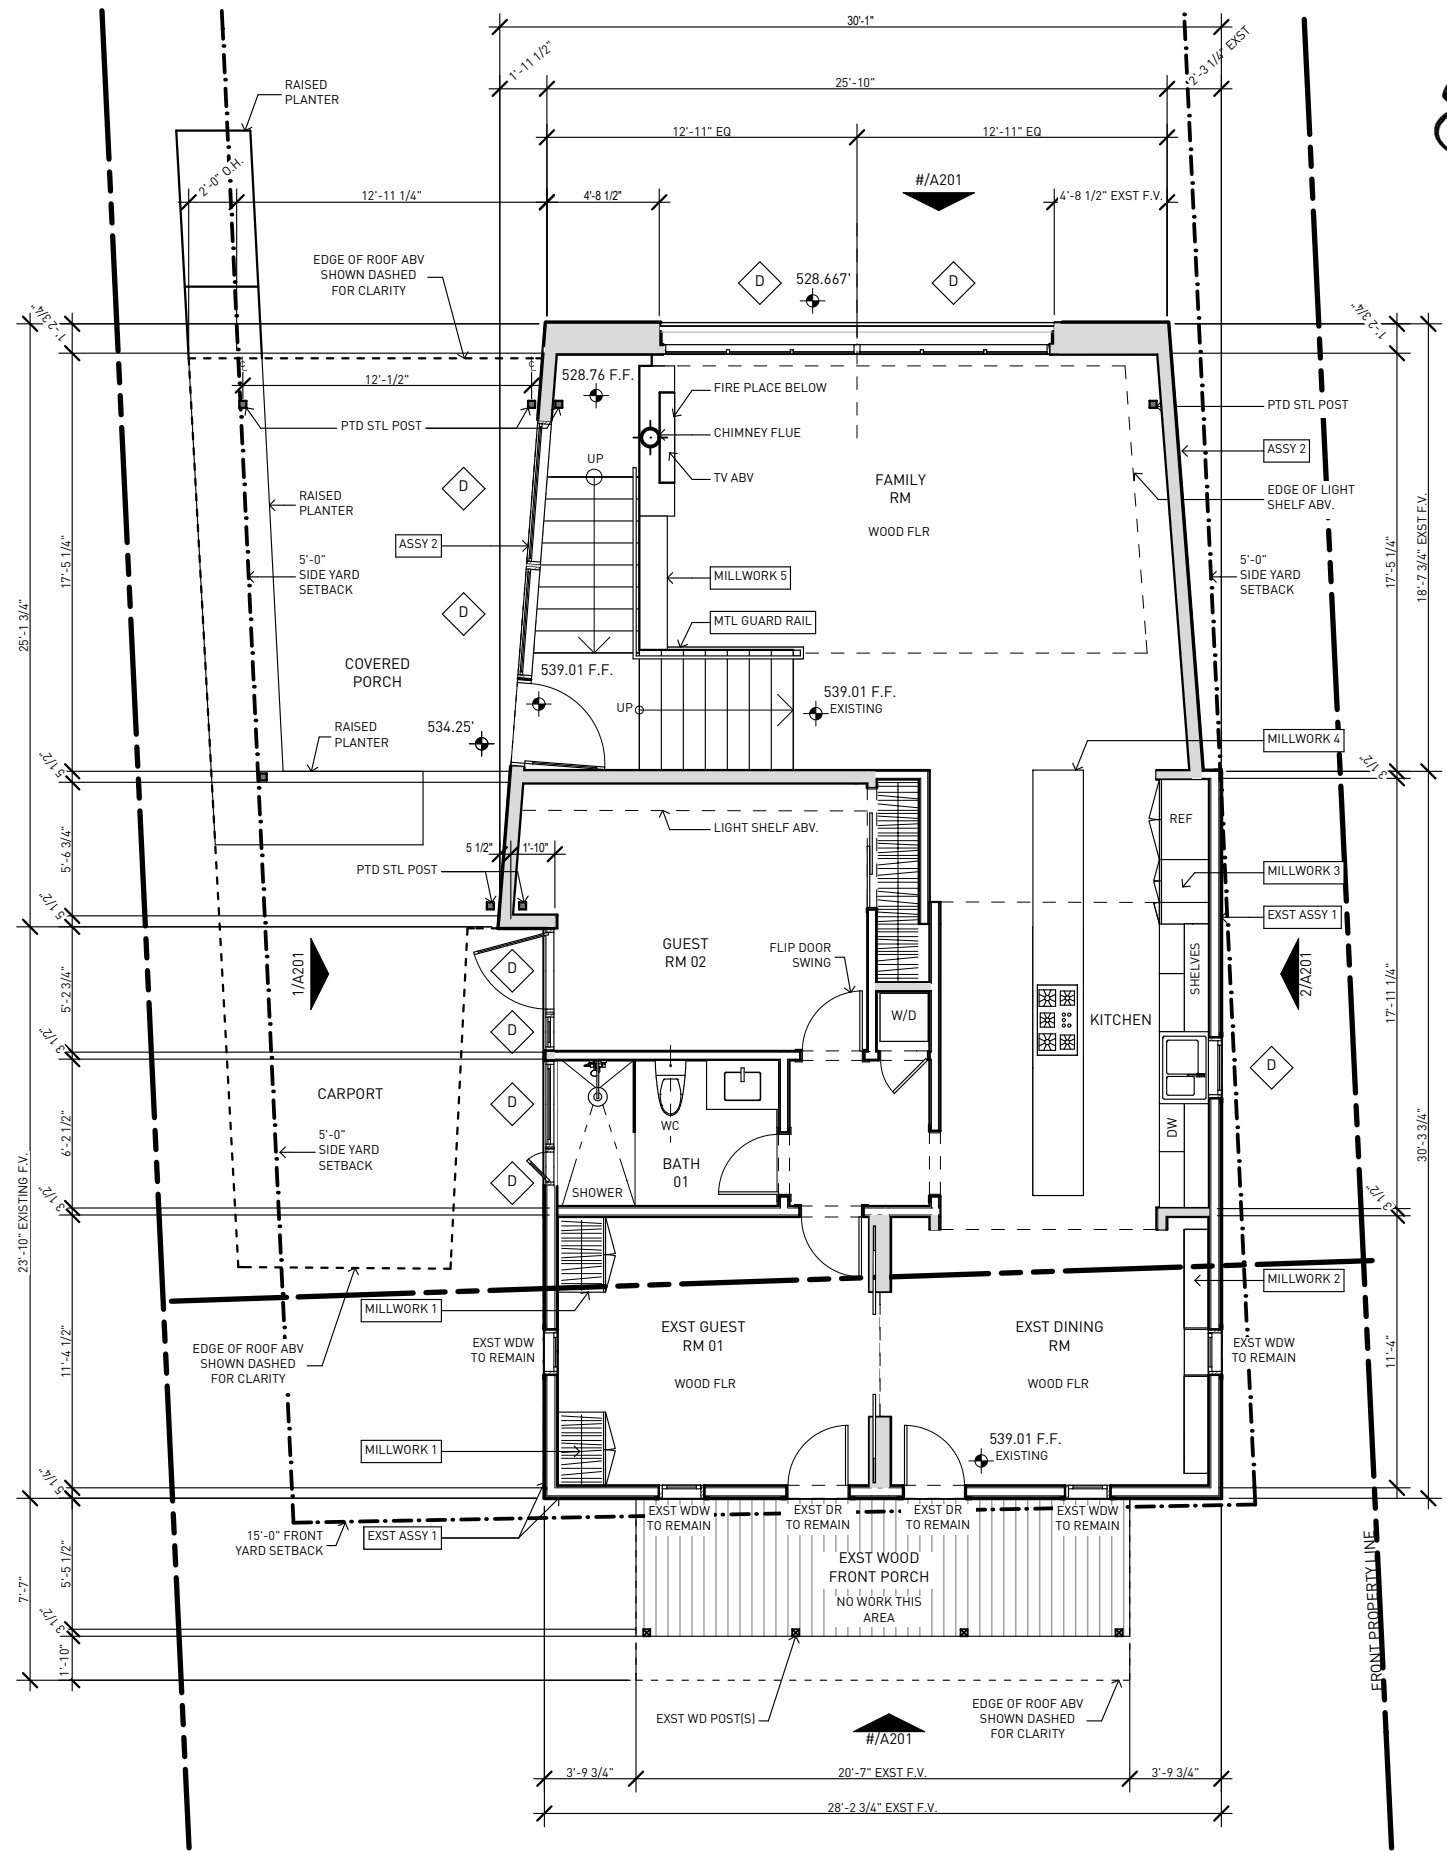 30'-1"
1'-11 1/2"
2'-3 1/4" EXST
25'-10"
RAISED
PLANTER
12'-11" EQ
12'-11" EQ
2'-0" O.H.
12'-11 1/4"
4'-8 1/2"
#/A201
4'-8 1/2" EXST F.V.
EDGE OF ROOF ABV
SHOWN DASHED
FOR CLARITY
D
528.667'
D
1'-2 3/4"
1'-2 3/4"
12'-1/2"
528.76 F.F.
FIRE PLACE BELOW
PTD STL POST
PTD STL POST
CHIMNEY FLUE
ASSY 2
UP
TV ABV
FAMILY
RM
WOOD FLR
D
EDGE OF LIGHT
SHELF ABV.
RAISED
PLANTER
ASSY 2
17'-5 1/4"
17'-5 1/4"
18'-7 3/4" EXST F.V.
5'-0"
SIDE YARD
SETBACK
MILLWORK 5
5'-0"
SIDE YARD
SETBACK
D
MTL GUARD RAIL
25'-1 3/4"
COVERED
PORCH
539.01 F.F.
539.01 F.F.
EXISTING
UP
534.25'
RAISED
PLANTER
MILLWORK 4
5 1/2"
3 1/2"
LIGHT SHELF ABV.
REF
5'-6 3/4"
5 1/2"
1'-10"
PTD STL POST
MILLWORK 3
5 1/2"
EXST ASSY 1
GUEST
RM 02
FLIP DOOR
SWING
SHELVES
1/A201
D
2/A201
5'-2 3/4"
17'-11 1/4"
W/D
KITCHEN
D
3 1/2"
D
CARPORT
D
WC
DW
5'-0"
SIDE YARD
SETBACK
6'-2 1/2"
30'-3 3/4"
BATH
01
D
SHOWER
3 1/2"
3 1/2"
23'-10" EXISTING F.V.
MILLWORK 1
MILLWORK 2
EXST GUEST
RM 01
EXST DINING
RM
EXST WDW
TO REMAIN
EXST WDW
TO REMAIN
11'-4 1/2"
11'-4"
EDGE OF ROOF ABV
SHOWN DASHED
FOR CLARITY
WOOD FLR
WOOD FLR
MILLWORK 1
539.01 F.F.
EXISTING
5 1/4"
EXST WDW
TO REMAIN
EXST DR
TO REMAIN
EXST DR
TO REMAIN
EXST WDW
TO REMAIN
15'-0" FRONT
YARD SETBACK
EXST ASSY 1
5'-5 1/2"
EXST WOOD
FRONT PORCH
NO WORK THIS
AREA
7'-7"
3 1/2"
1'-10"
FRONT PROPERTY LINE
EXST WD POST(S)
EDGE OF ROOF ABV
SHOWN DASHED
FOR CLARITY
#/A201
3'-9 3/4"
20'-7" EXST F.V.
3'-9 3/4"
28'-2 3/4" EXST F.V.